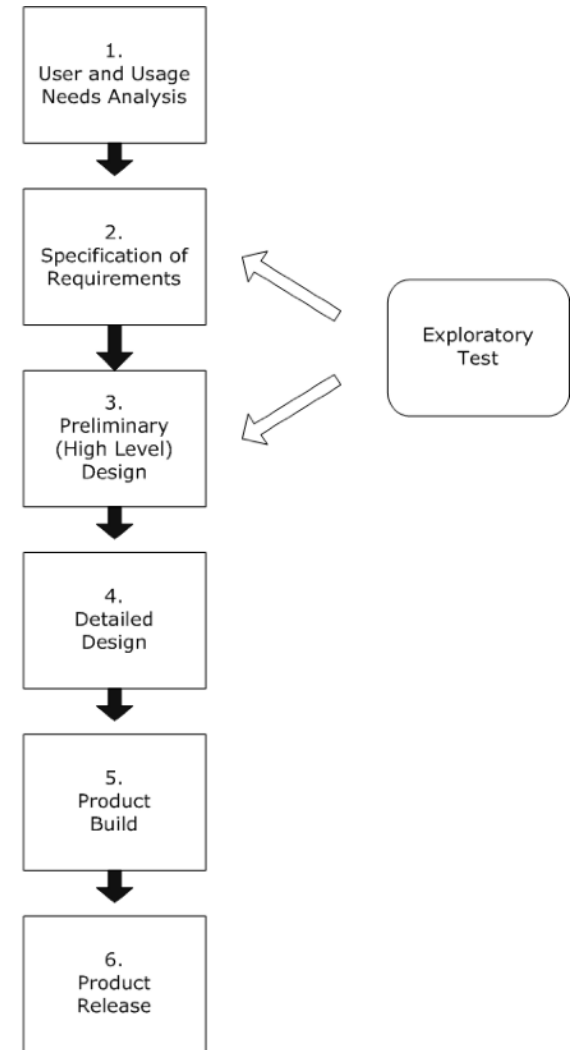 1.
User and Usage
Needs Analysis
2.
Specification of
Requirements
Exploratory
Test
3.
Preliminary
(High Level)
Design
4.
Detailed
Design
5.
Product
Build
6.
Product
Release